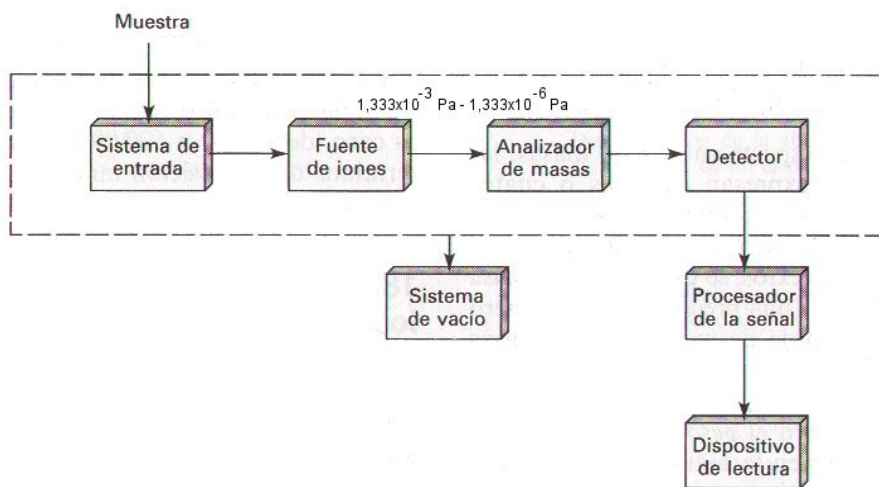 Muestra
1,333x10-3 Pa - 1,333x10-6 Pa
Sistema de
entrada
Fuente
de iones
Analizador
de masas
Detector
Sistema
de vacío
Procesador
de la señal
Dispositivo
de lectura